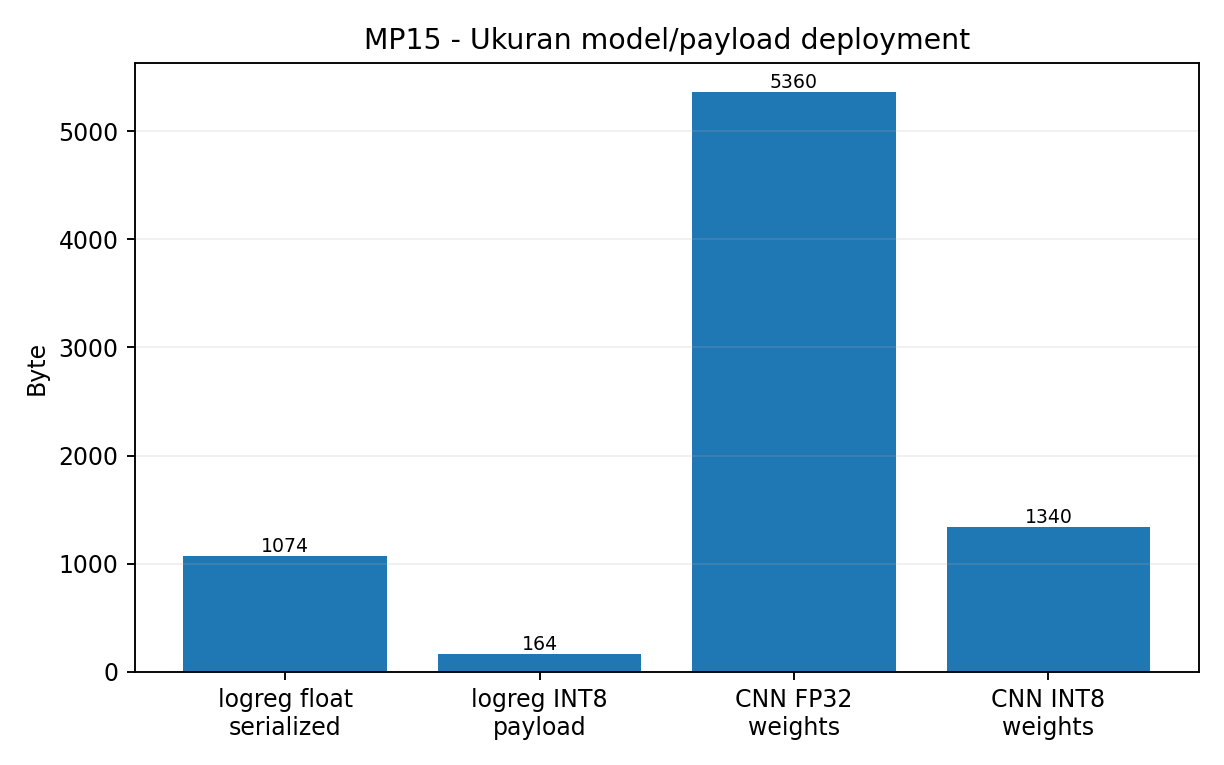 MP15 - Ukuran model/payload deployment
5360
5000
4000
3000
Byte
2000
1340
1074
1000
164
0
logreg float
serialized
logreg INT8
payload
CNN FP32
weights
CNN INT8
weights